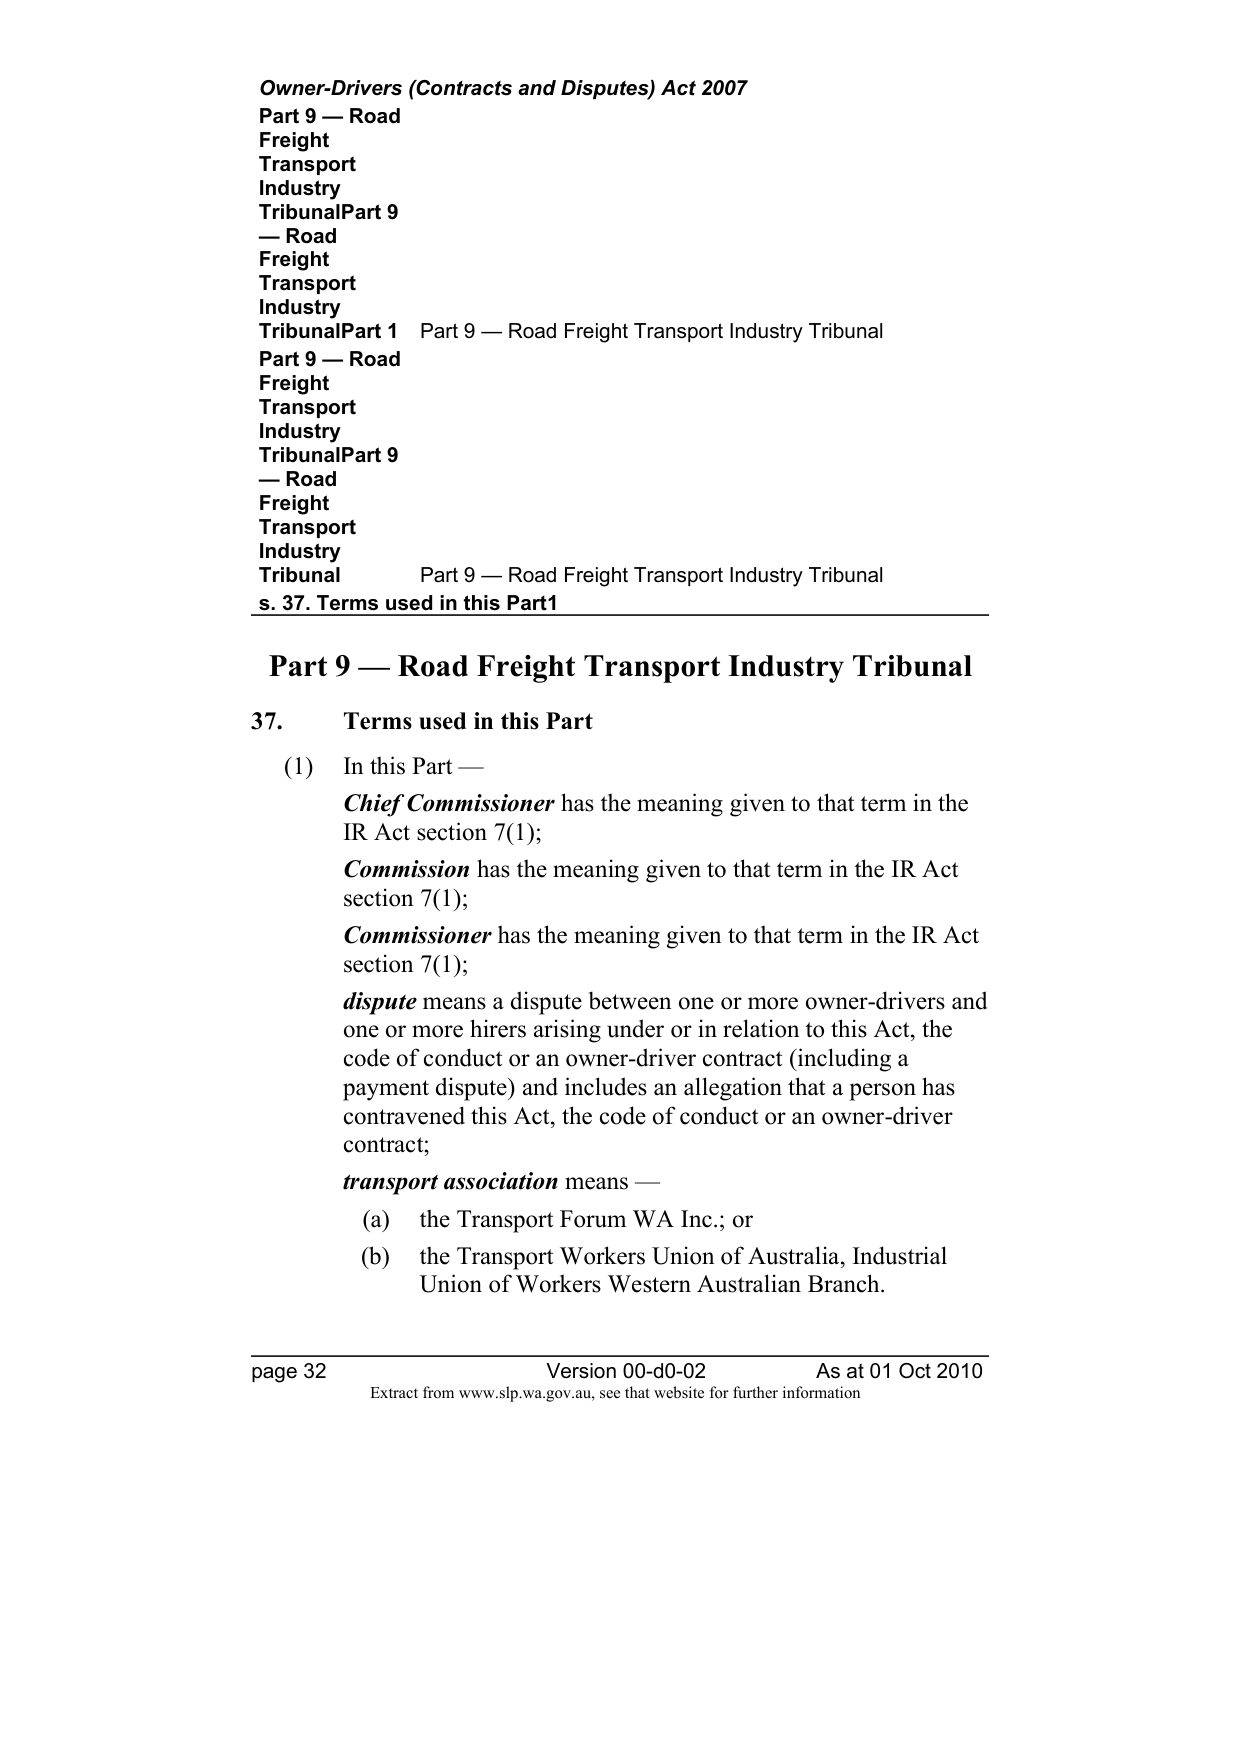 Owner-Drivers (Contracts and Disputes) Act 2007
Part 9 — Road
Freight
Transport
Industry
TribunalPart 9
— Road
Freight
Transport
Industry
TribunalPart 1 Part 9 — Road Freight Transport Industry Tribunal
Part 9 — Road
Freight
Transport
Industry
TribunalPart 9
— Road
Freight
Transport
Industry
Tribunal Part 9 — Road Freight Transport Industry Tribunal
s. 37. Terms used in this Part1
Part 9 — Road Freight Transport Industry Tribunal
37. Terms used in this Part
(1) In this Part —
Chief Commissioner has the meaning given to that term in the
IR Act section 7(1);
Commission has the meaning given to that term in the IR Act
section 7(1);
Commissioner has the meaning given to that term in the IR Act
section 7(1);
dispute means a dispute between one or more owner-drivers and
one or more hirers arising under or in relation to this Act, the
code of conduct or an owner-driver contract (including a
payment dispute) and includes an allegation that a person has
contravened this Act, the code of conduct or an owner-driver
contract;
transport association means —
(a) the Transport Forum WA Inc.; or
(b) the Transport Workers Union of Australia, Industrial
Union of Workers Western Australian Branch.
page 32 Version 00-d0-02 As at 01 Oct 2010
Extract from www.slp.wa.gov.au, see that website for further information